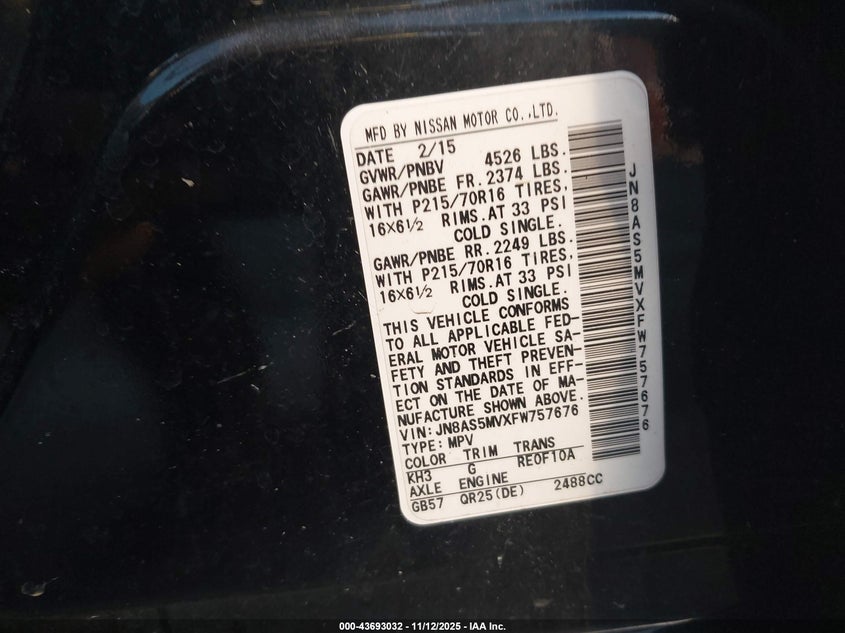 MFD BY NISSAN MOTOR CO.,LTD.
DATE 2/15
GVWR/PNBV 4526 LBS.
GAWR/PNBE FR. 2374 LBS.
WITH P215/70R16 TIRES,
16X6½ RIMS.AT 33 PSI
COLD SINGLE.
GAWR/PNBE RR. 2249 LBS.
WITH P215/70R16 TIRES,
16X6½ RIMS.AT 33 PSI
COLD SINGLE.
THIS VEHICLE CONFORMS
TO ALL APPLICABLE FED-
ERAL MOTOR VEHICLE SA-
FETY AND THEFT PREVEN-
TION STANDARDS IN EFF-
ECT ON THE DATE OF MA-
NUFACTURE SHOWN ABOVE.
VIN: JN8AS5MVXFW757676
TYPE: MPV
COLOR TRIM TRANS
KH3 G RE0F10A
AXLE ENGINE
GB57 QR25(DE) 2488CC
JN8AS5MVXFW757676
000-43693032 - 11/12/2025 - IAA Inc.